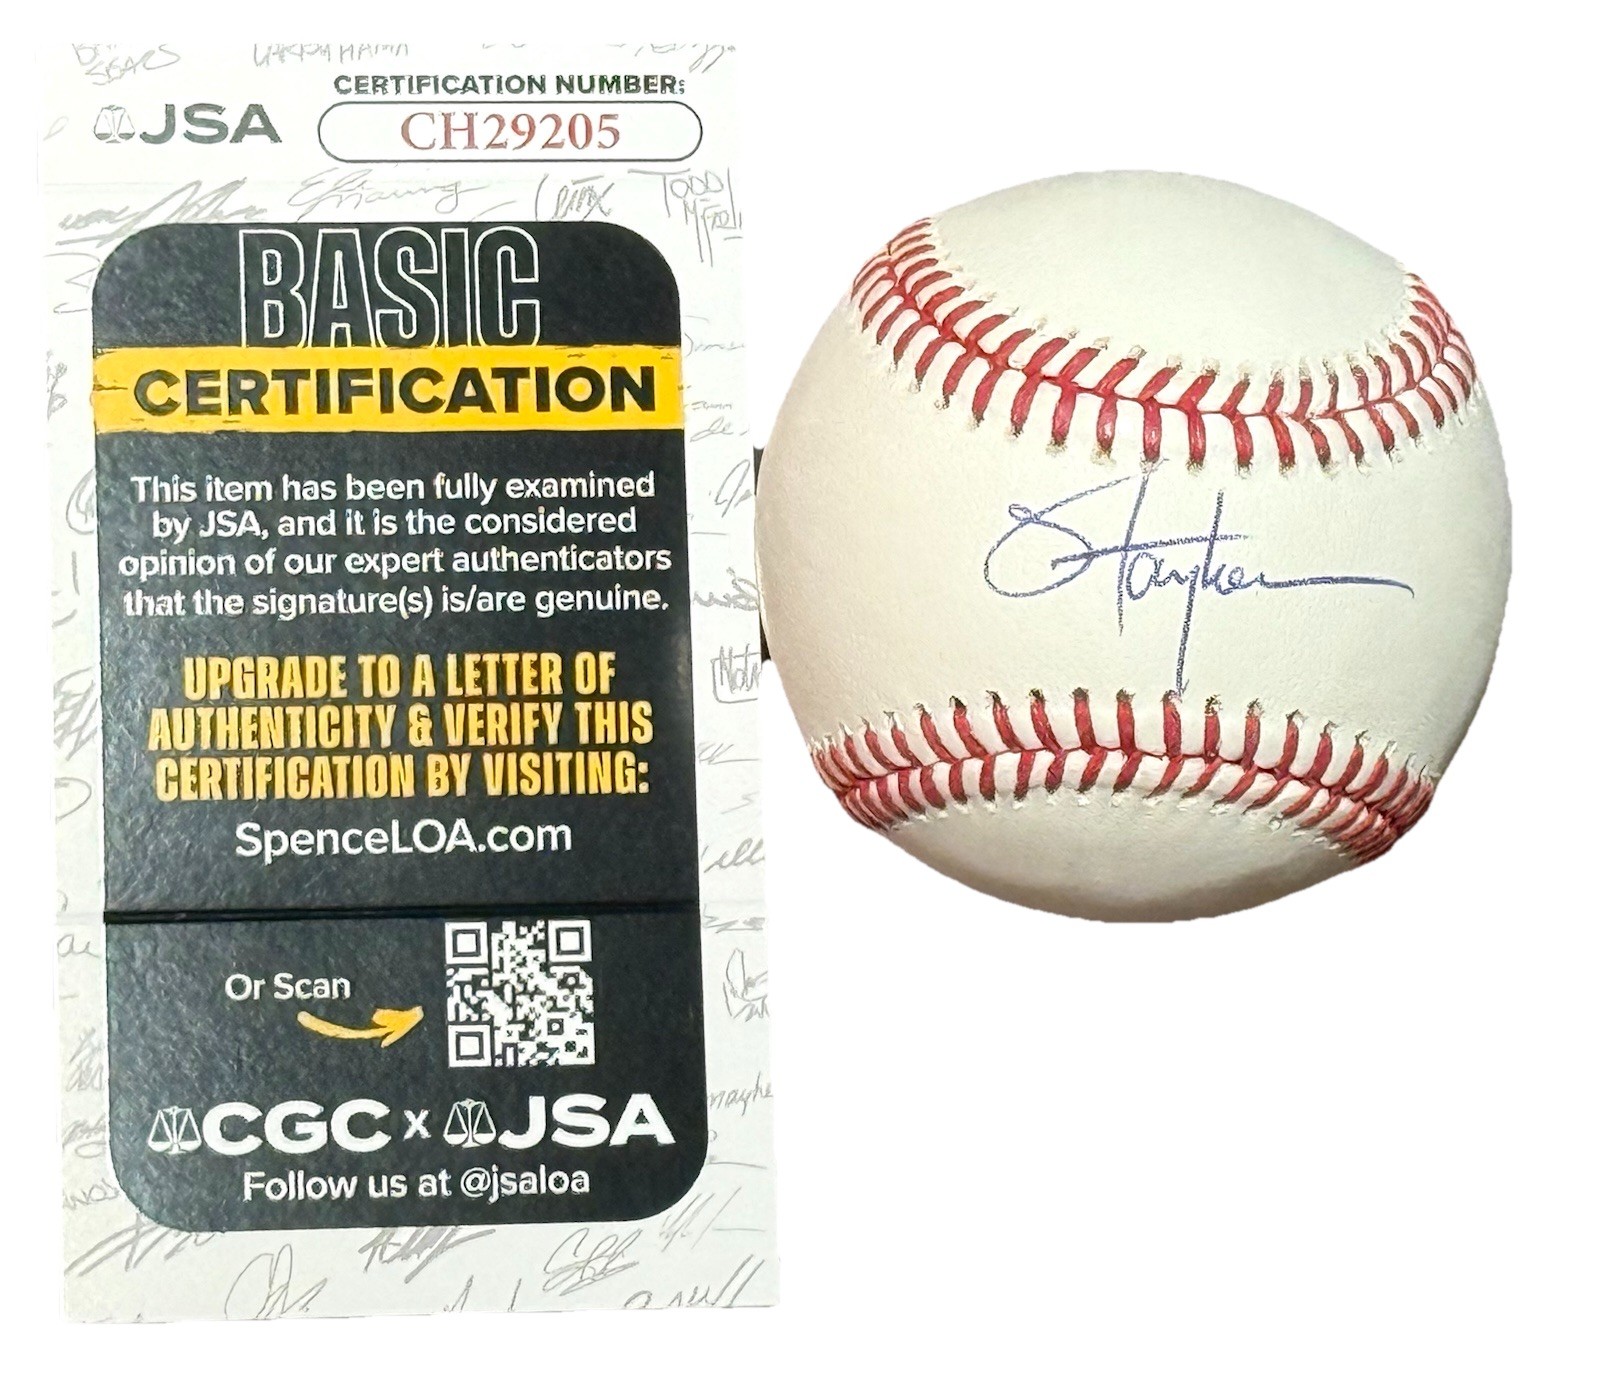 CERTIFICATION NUMBER:
JSA
CH29205
BASIC
CERTIFICATION
This item has been fully examined
by JSA, and it is the considered
opinion of our expert authenticators
that the signature(s) is/are genuine.
UPGRADE TO A LETTER OF
AUTHENTICITY & VERIFY THIS
CERTIFICATION BY VISITING:
SpenceLOA.com
Or Scan
CGC x JSA
Follow us at @jsaloa